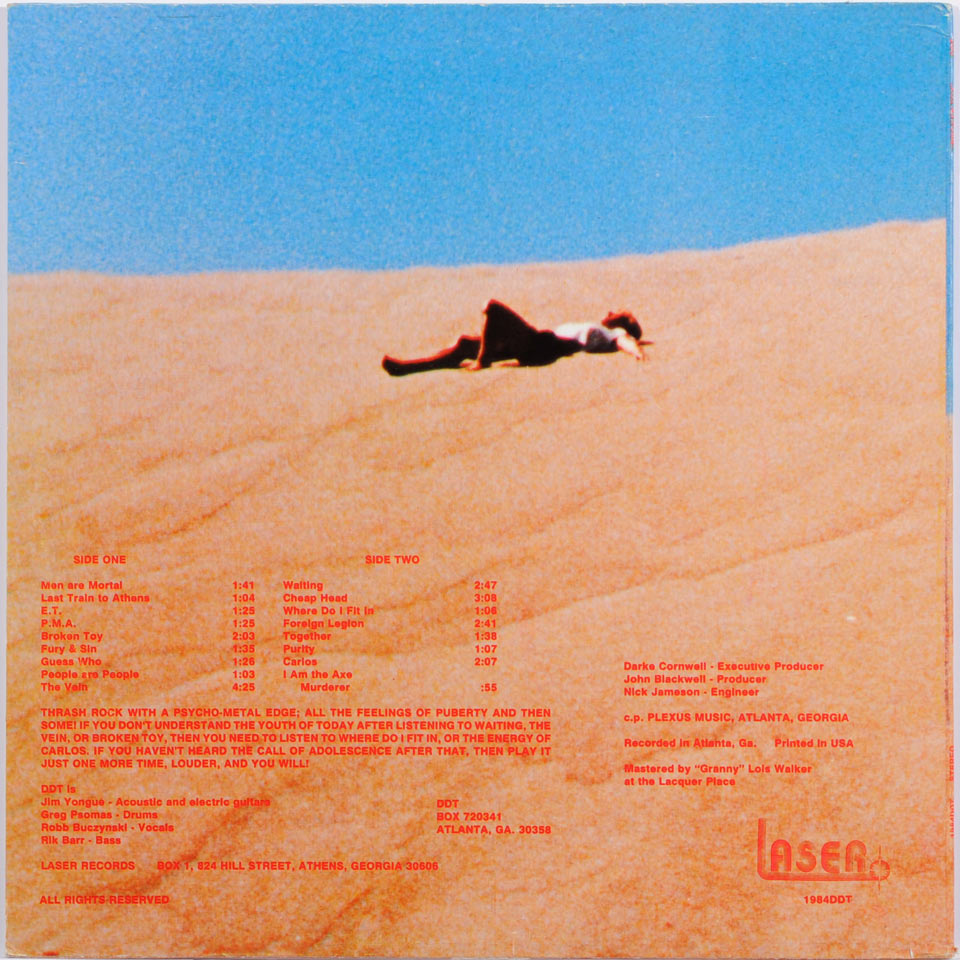 SIDE ONE
Men are Mortal 1:41
Last Train to Athens 1:04
E.T. 1:25
P.M.A. 1:25
Broken Toy 2:03
Fury & Sin 1:35
Guess Who 1:26
People are People 1:03
The Vein 4:25
SIDE TWO
Waiting 2:47
Cheap Head 3:08
Where Do I Fit In 1:06
Foreign Legion 2:41
Together 1:38
Purity 1:07
Carlos 2:07
I Am the Axe
Murderer :55
THRASH ROCK WITH A PSYCHO-METAL EDGE; ALL THE FEELINGS OF PUBERTY AND THEN
SOME! IF YOU DON'T UNDERSTAND THE YOUTH OF TODAY AFTER LISTENING TO WAITING, THE
VEIN, OR BROKEN TOY, THEN YOU NEED TO LISTEN TO WHERE DO I FIT IN, OR THE ENERGY OF
CARLOS. IF YOU HAVEN'T HEARD THE CALL OF ADOLESCENCE AFTER THAT, THEN PLAY IT
JUST ONE MORE TIME, LOUDER, AND YOU WILL!
DDT is
Jim Yongue - Acoustic and electric guitars
Greg Psomas - Drums
Robb Buczynski - Vocals
Rik Barr - Bass
DDT
BOX 720341
ATLANTA, GA. 30358
LASER RECORDS BOX 1, 824 HILL STREET, ATHENS, GEORGIA 30606
ALL RIGHTS RESERVED
Darke Cornwell - Executive Producer
John Blackwell - Producer
Nick Jameson - Engineer
c.p. PLEXUS MUSIC, ATLANTA, GEORGIA
Recorded in Atlanta, Ga. Printed in USA
Mastered by "Granny" Lois Walker
at the Lacquer Place
LASER
1984DDT